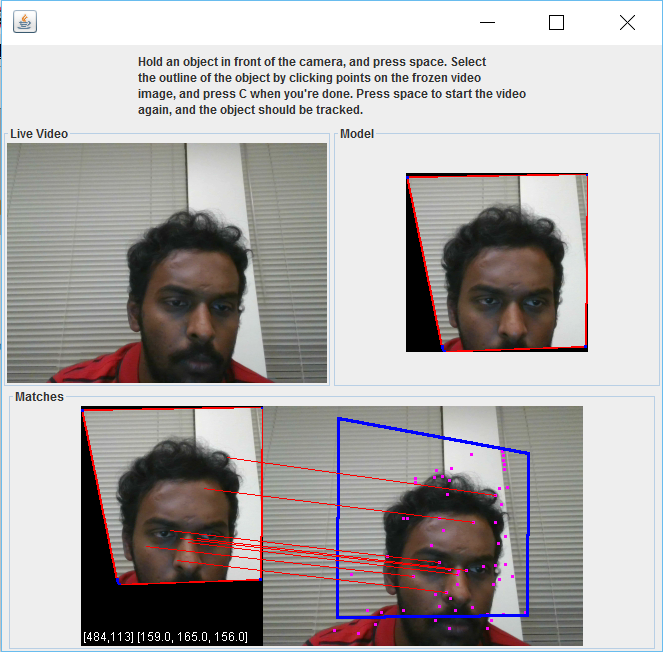 Hold an object in front of the camera, and press space. Select
the outline of the object by clicking points on the frozen video
image, and press C when you're done. Press space to start the video
again, and the object should be tracked.
Live Video
Model
Matches
[484,113] [159.0, 165.0, 156.0]